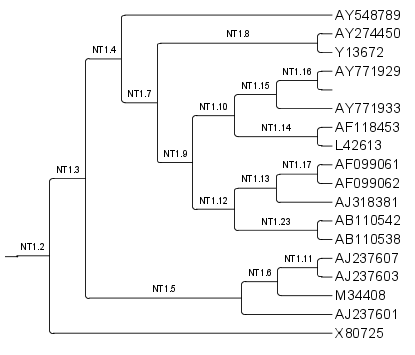 AY548789
NT1.4
NT1.8
AY274450
Y13672
NT1.16
AY771929
NT1.15
NT1.7
NT1.10
AY771933
NT1.14
AF118453
L42613
NT1.9
NT1.17
AF099061
NT1.13
AF099062
NT1.3
NT1.12
AJ318381
NT1.23
AB110542
AB110538
NT1.2
NT1.11
AJ237607
NT1.6
AJ237603
NT1.5
M34408
AJ237601
X80725